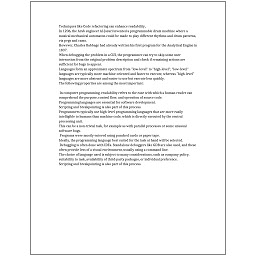 Techniques like Code refactoring can enhance readability.
In 1206, the Arab engineer Al-Jazari invented a programmable drum machine where a
musical mechanical automaton could be made to play different rhythms and drum patterns,
via pegs and cams.
However, Charles Babbage had already written his first program for the Analytical Engine in
1837.
When debugging the problem in a GUI, the programmer can try to skip some user
interaction from the original problem description and check if remaining actions are
sufficient for bugs to appear.
Languages form an approximate spectrum from "low-level" to "high-level"; "low-level"
languages are typically more machine-oriented and faster to execute, whereas "high-level"
languages are more abstract and easier to use but execute less quickly.
The following properties are among the most important:
In computer programming, readability refers to the ease with which a human reader can
comprehend the purpose, control flow, and operation of source code.
Programming languages are essential for software development.
Scripting and breakpointing is also part of this process.
Programmers typically use high-level programming languages that are more easily
intelligible to humans than machine code, which is directly executed by the central
processing unit.
This can be a non-trivial task, for example as with parallel processes or some unusual
software bugs.
Programs were mostly entered using punched cards or paper tape.
Ideally, the programming language best suited for the task at hand will be selected.
Debugging is often done with IDEs. Standalone debuggers like GDB are also used, and these
often provide less of a visual environment, usually using a command line.
The choice of language used is subject to many considerations, such as company policy,
suitability to task, availability of third-party packages, or individual preference.
Scripting and breakpointing is also part of this process.